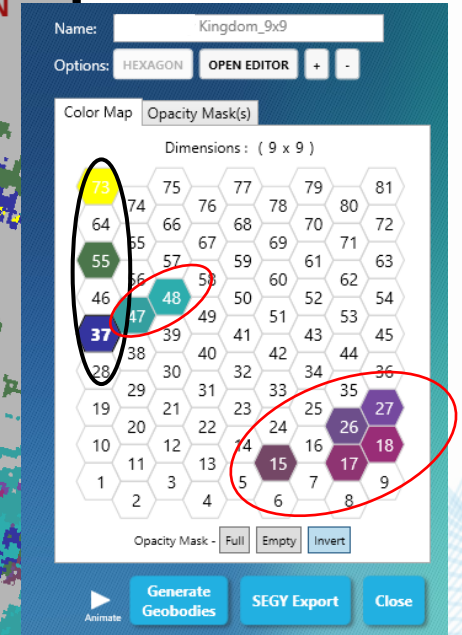 N
Name: Kingdom_9x9
Options: HEXAGON OPEN EDITOR + -
Color Map Opacity Mask(s)
Dimensions : ( 9 x 9 )
73 75 77 79 81
74 76 78 80
64 66 68 70 72
65 67 69 71
55 57 59 61 63
56 58 60 62
46 48 50 52 54
47 49 51 53
37 39 41 43 45
38 40 42 44
28 30 32 34 36
29 31 33 35
19 21 23 25 27
20 22 24 26
10 12 14 16 18
11 13 15 17
1 3 5 7 9
2 4 6 8
Opacity Mask - Full Empty Invert
Animate
Generate
Geobodies
SEGY Export
Close